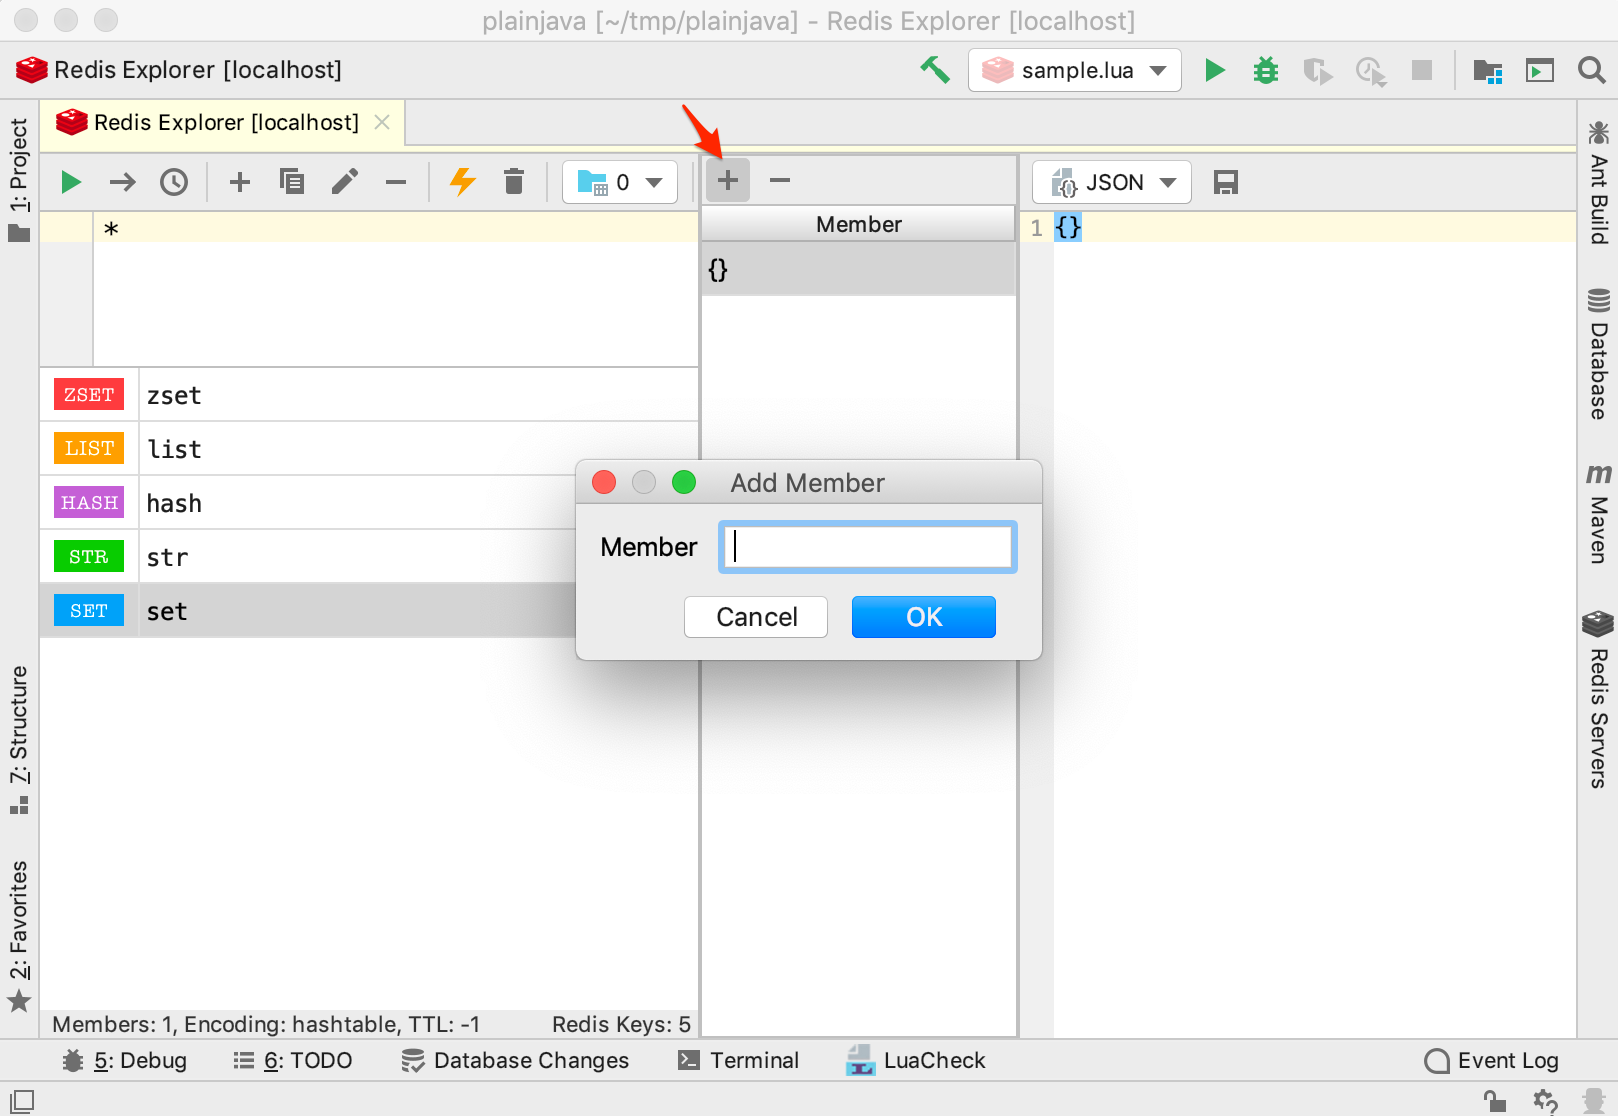 plainjava [~/tmp/plainjava] - Redis Explorer [localhost]
Redis Explorer [localhost]
sample.lua
Redis Explorer [localhost]
0
JSON
*
Member
{}
1 {}
ZSET zset
LIST list
HASH hash
STR str
SET set
Add Member
Member
Cancel OK
1: Project
7: Structure
2: Favorites
Ant Build
Database
m Maven
Redis Servers
Members: 1, Encoding: hashtable, TTL: -1 Redis Keys: 5
5: Debug 6: TODO Database Changes Terminal LuaCheck Event Log